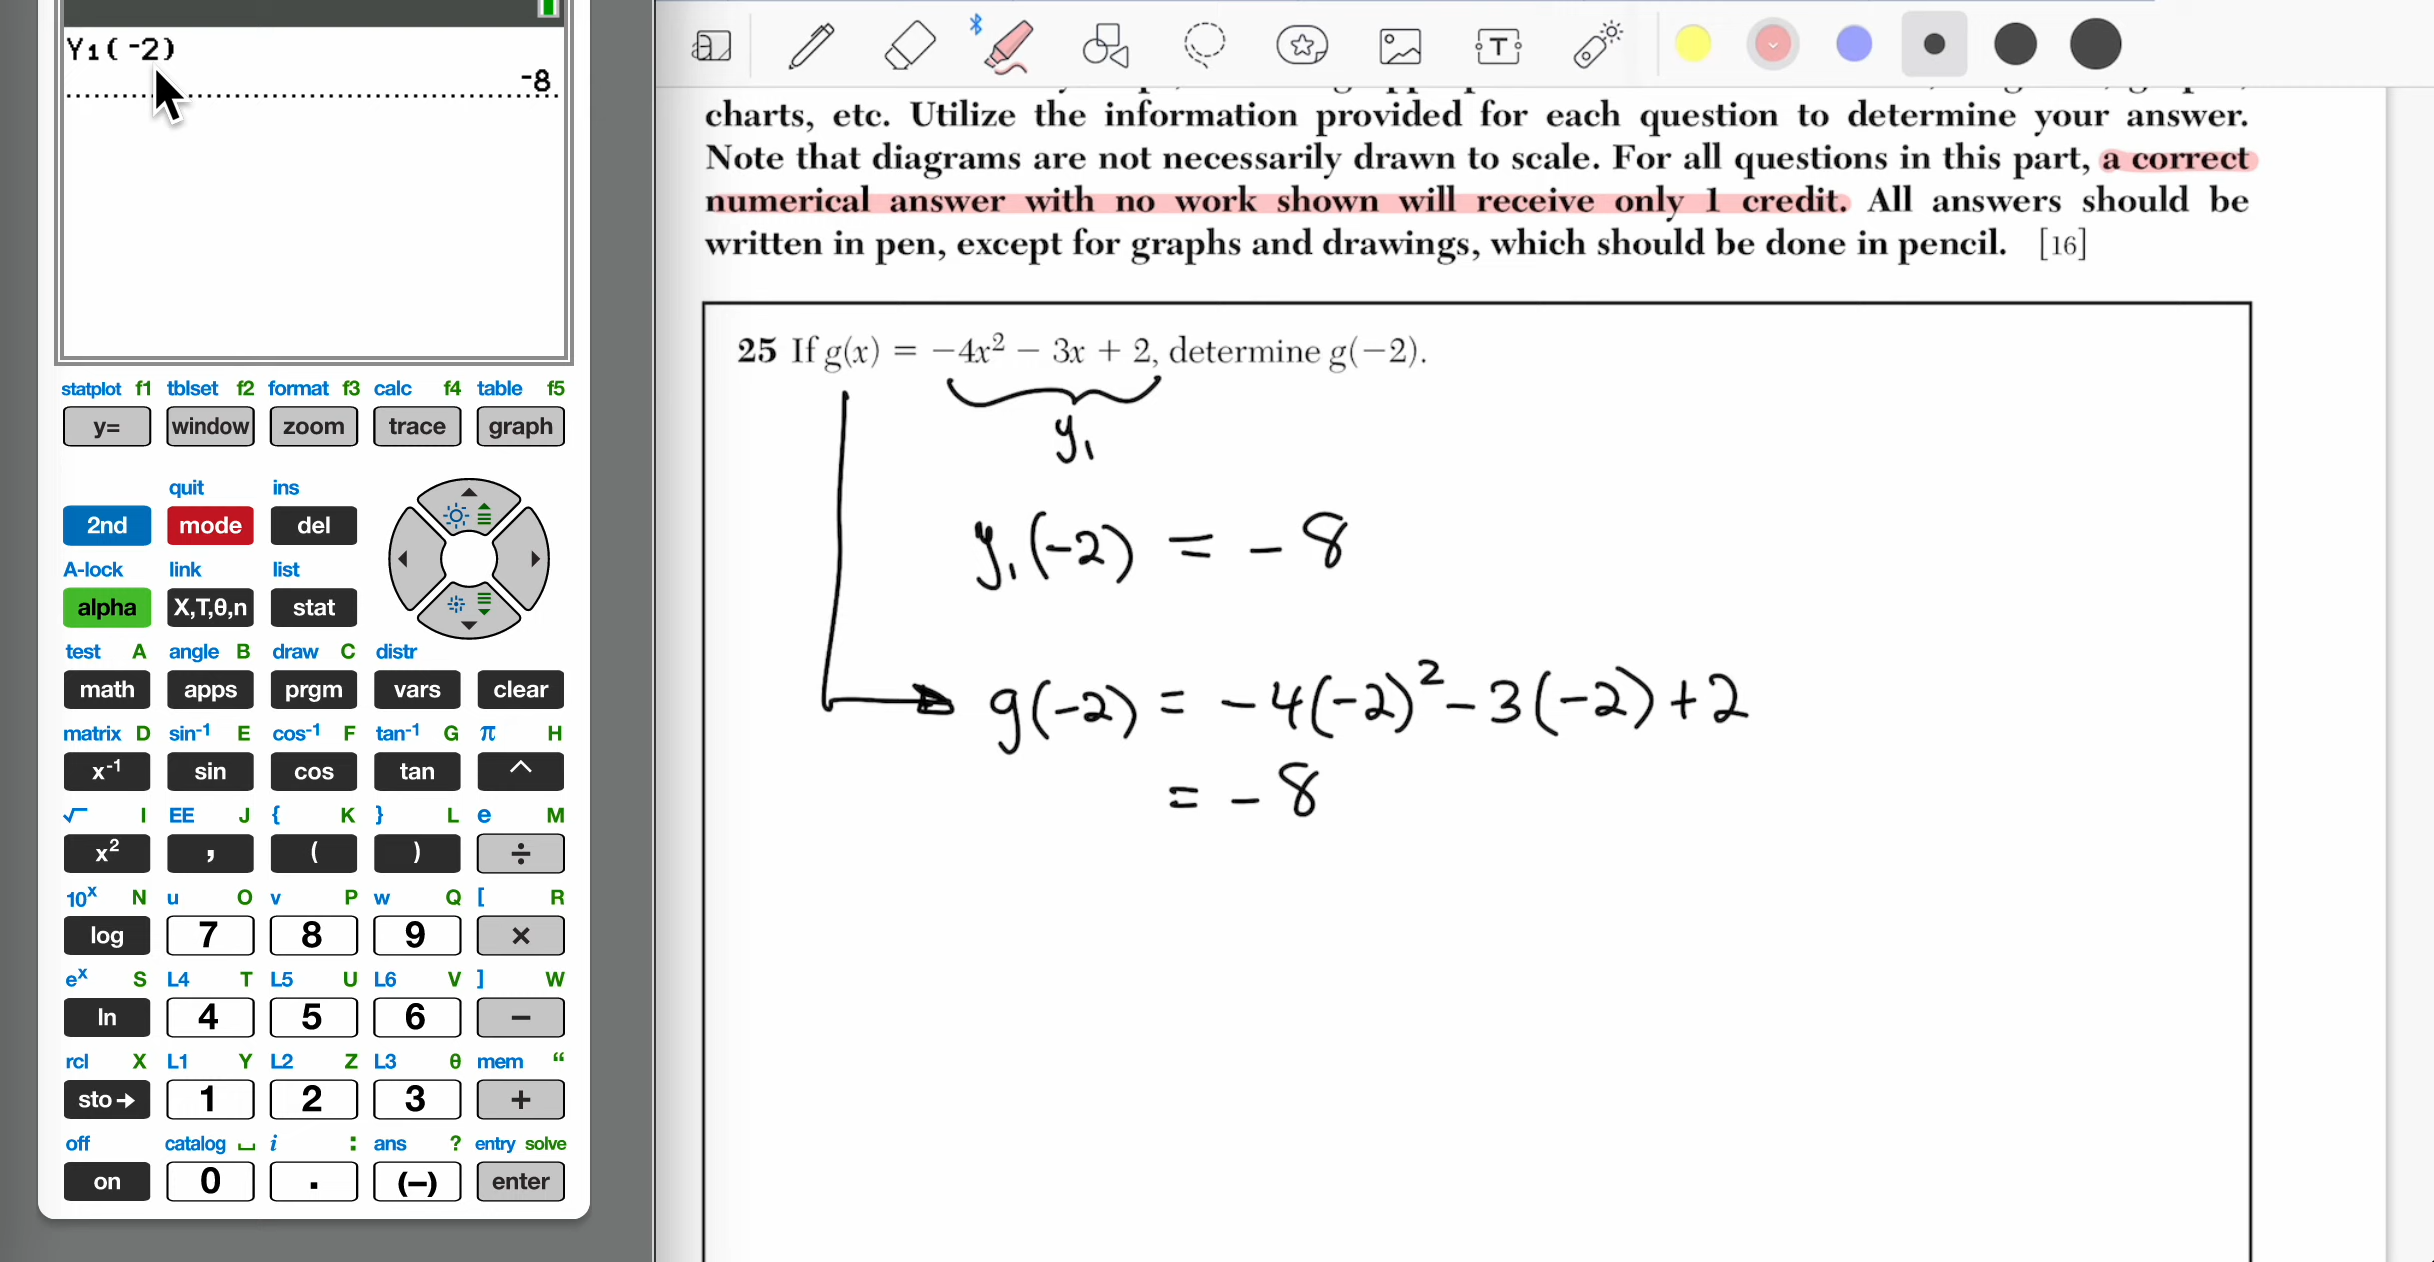 Y1(-2)
-8
statplot f1 tblset f2 format f3 calc f4 table f5
y= window zoom trace graph
quit ins
2nd mode del
A-lock link list
alpha X,T,θ,n stat
test A angle B draw C distr
math apps prgm vars clear
matrix D sin-1 E cos-1 F tan-1 G π H
x-1 sin cos tan ^
√ I EE J { K } L e M
x2 , ( ) ÷
10x N u O v P w Q [ R
log 7 8 9 ×
ex S L4 T L5 U L6 V ] W
ln 4 5 6 −
rcl X L1 Y L2 Z L3 θ mem “
sto→ 1 2 3 +
off catalog ⎵ i : ans ? entry solve
on 0 . (–) enter
a
T
charts, etc. Utilize the information provided for each question to determine your answer.
Note that diagrams are not necessarily drawn to scale. For all questions in this part, a correct
numerical answer with no work shown will receive only 1 credit. All answers should be
written in pen, except for graphs and drawings, which should be done in pencil. [16]
25 If g(x) = −4x² − 3x + 2, determine g(−2).
y₁
y₁(-2) = -8
g(-2) = -4(-2)² -3(-2)+2
= -8